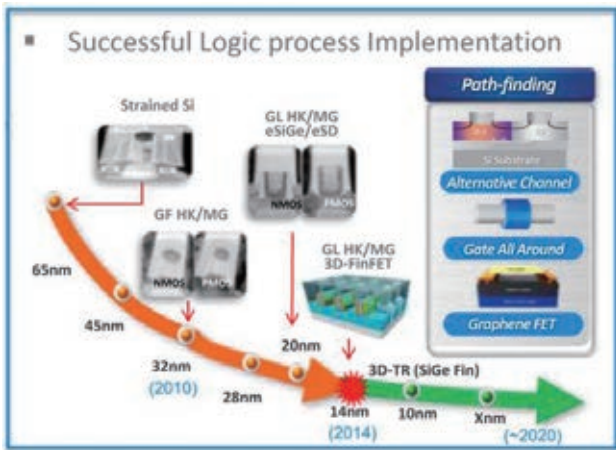 Successful Logic process Implementation
Strained Si
GL HK/MG
eSiGe/eSD
NMOS
PMOS
GF HK/MG
NMOS
PMOS
GL HK/MG
3D-FinFET
65nm
45nm
32nm
(2010)
28nm
20nm
14nm
(2014)
3D-TR (SiGe Fin)
10nm
Xnm
(~2020)
Path-finding
Si Substrate
Alternative Channel
Gate All Around
Graphene FET